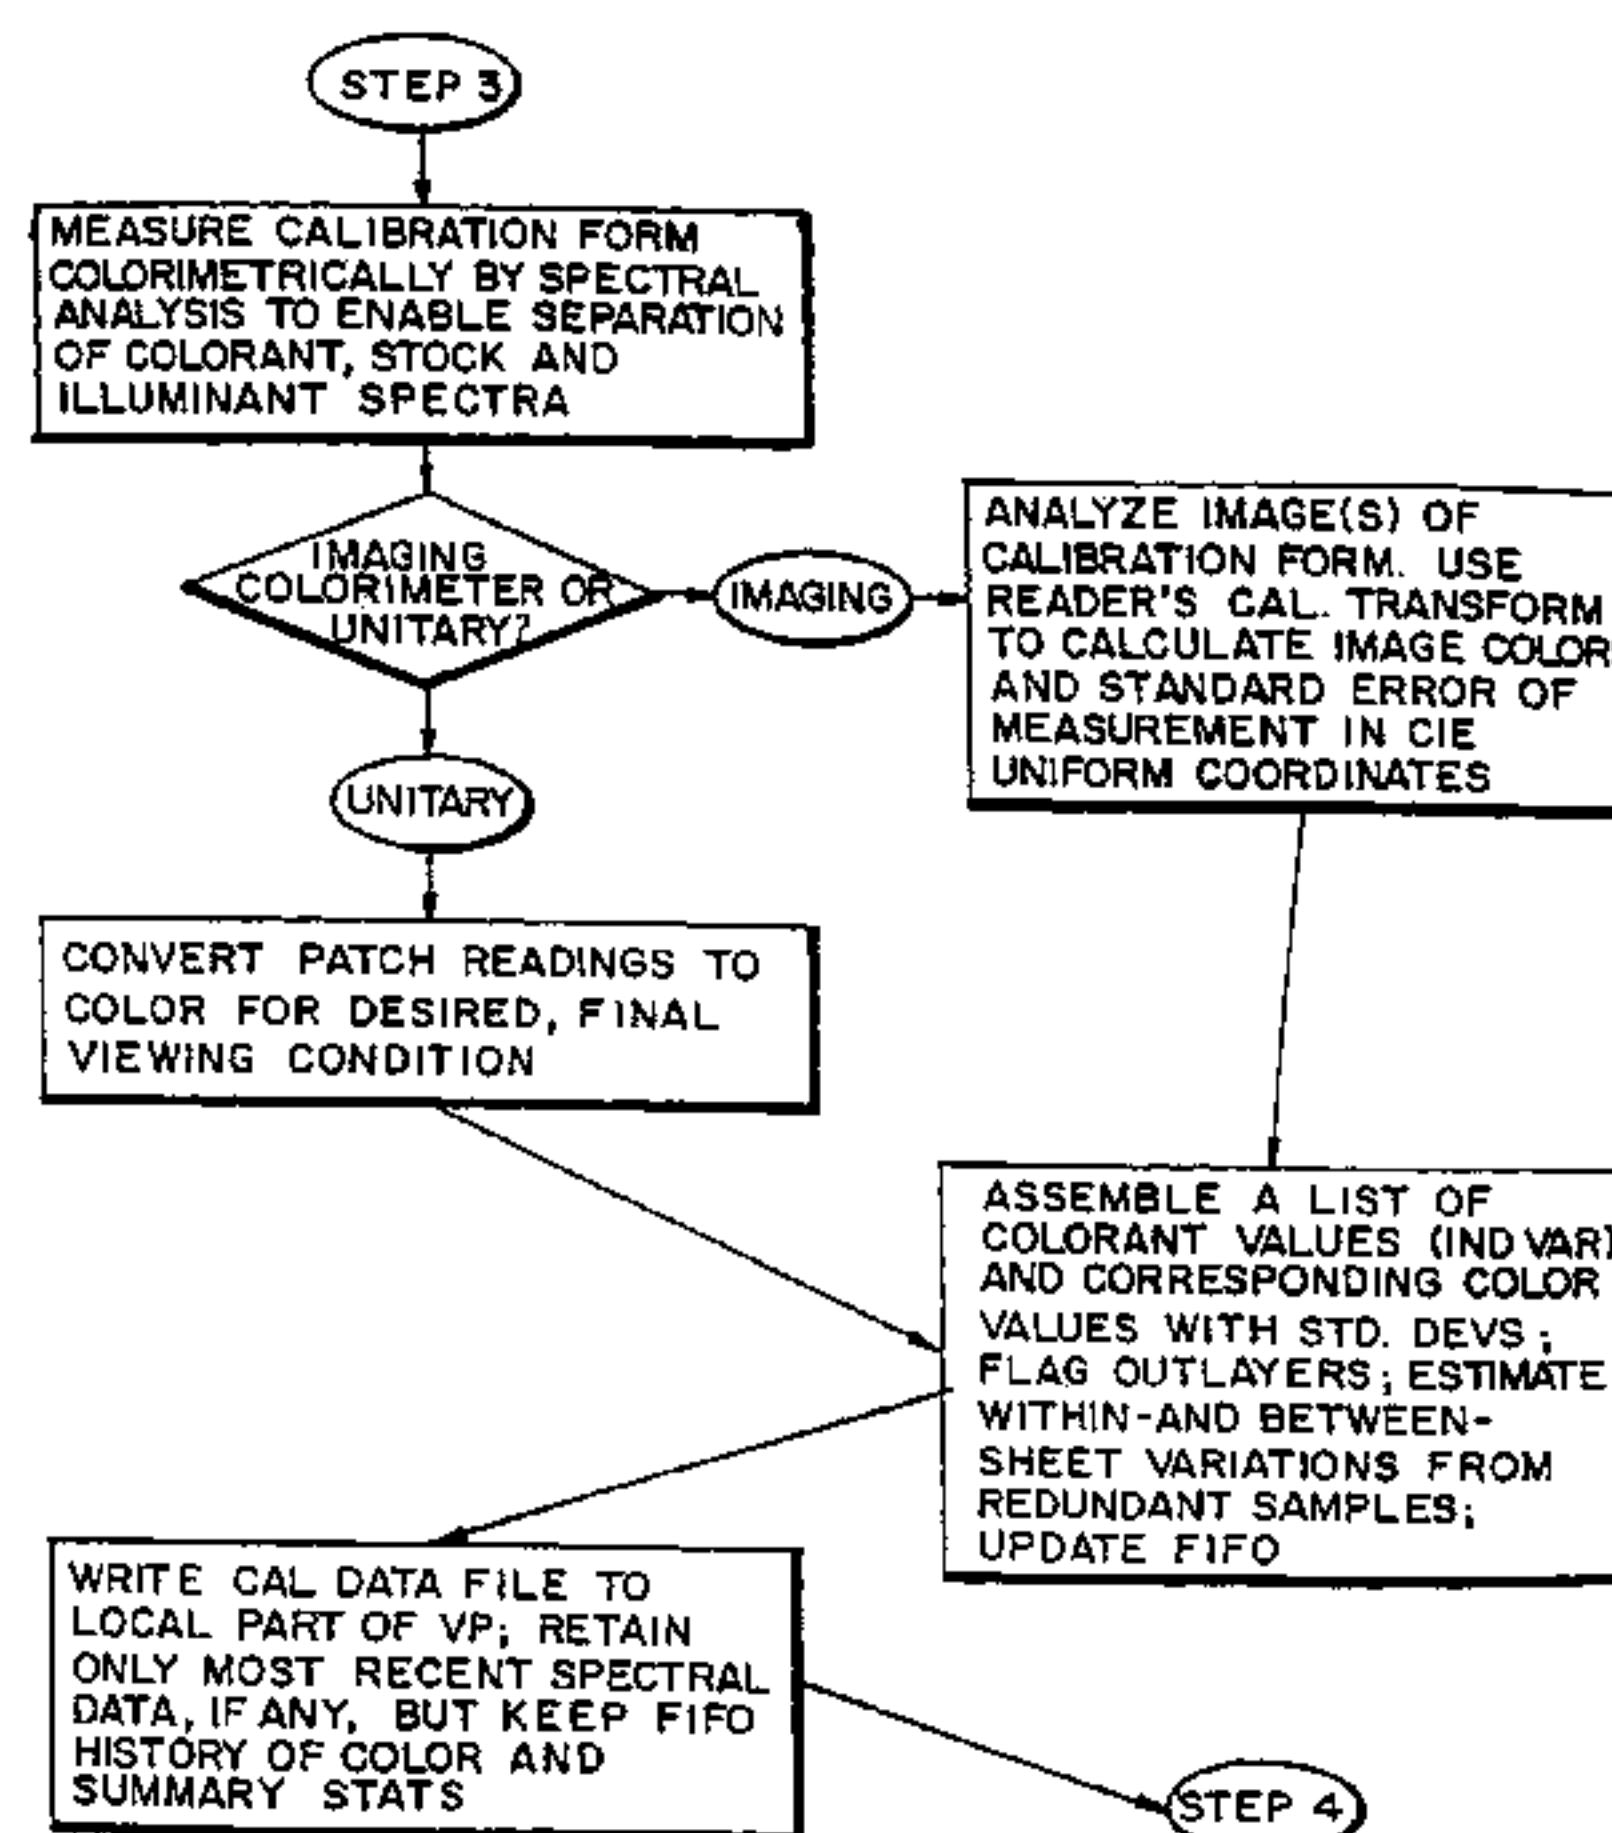 STEP 3
MEASURE CALIBRATION FORM
COLORIMETRICALLY BY SPECTRAL
ANALYSIS TO ENABLE SEPARATION
OF COLORANT, STOCK AND
ILLUMINANT SPECTRA
IMAGING
COLORIMETER OR
UNITARY?
IMAGING
ANALYZE IMAGE(S) OF
CALIBRATION FORM. USE
READER'S CAL. TRANSFORM
TO CALCULATE IMAGE COLOR
AND STANDARD ERROR OF
MEASUREMENT IN CIE
UNIFORM COORDINATES
UNITARY
CONVERT PATCH READINGS TO
COLOR FOR DESIRED, FINAL
VIEWING CONDITION
ASSEMBLE A LIST OF
COLORANT VALUES (IND VAR)
AND CORRESPONDING COLOR
VALUES WITH STD. DEVS;
FLAG OUTLAYERS; ESTIMATE
WITHIN-AND BETWEEN-
SHEET VARIATIONS FROM
REDUNDANT SAMPLES;
UPDATE FIFO
WRITE CAL DATA FILE TO
LOCAL PART OF VP; RETAIN
ONLY MOST RECENT SPECTRAL
DATA, IF ANY, BUT KEEP FIFO
HISTORY OF COLOR AND
SUMMARY STATS
STEP 4